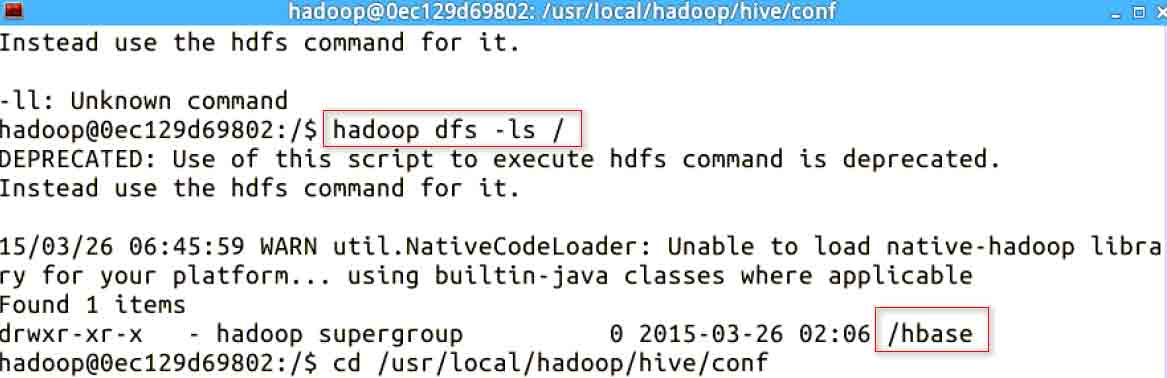 hadoop@0ec129d69802: /usr/local/hadoop/hive/conf
Instead use the hdfs command for it.
-ll: Unknown command
hadoop@0ec129d69802:/$ hadoop dfs -ls /
DEPRECATED: Use of this script to execute hdfs command is deprecated.
Instead use the hdfs command for it.
15/03/26 06:45:59 WARN util.NativeCodeLoader: Unable to load native-hadoop libra
ry for your platform... using builtin-java classes where applicable
Found 1 items
drwxr-xr-x   - hadoop supergroup          0 2015-03-26 02:06 /hbase
hadoop@0ec129d69802:/$ cd /usr/local/hadoop/hive/conf